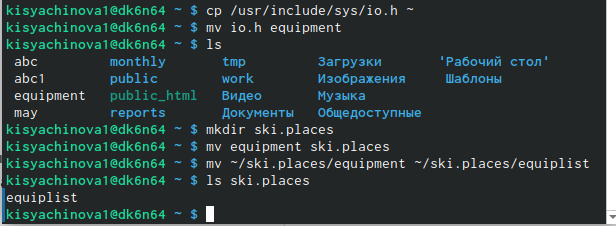 kisyachinova1@dk6n64 ~ $ cp /usr/include/sys/io.h ~
kisyachinova1@dk6n64 ~ $ mv io.h equipment
kisyachinova1@dk6n64 ~ $ ls
abc monthly tmp Загрузки 'Рабочий стол'
abc1 public work Изображения Шаблоны
equipment public_html Видео Музыка
may reports Документы Общедоступные
kisyachinova1@dk6n64 ~ $ mkdir ski.places
kisyachinova1@dk6n64 ~ $ mv equipment ski.places
kisyachinova1@dk6n64 ~ $ mv ~/ski.places/equipment ~/ski.places/equiplist
kisyachinova1@dk6n64 ~ $ ls ski.places
equiplist
kisyachinova1@dk6n64 ~ $